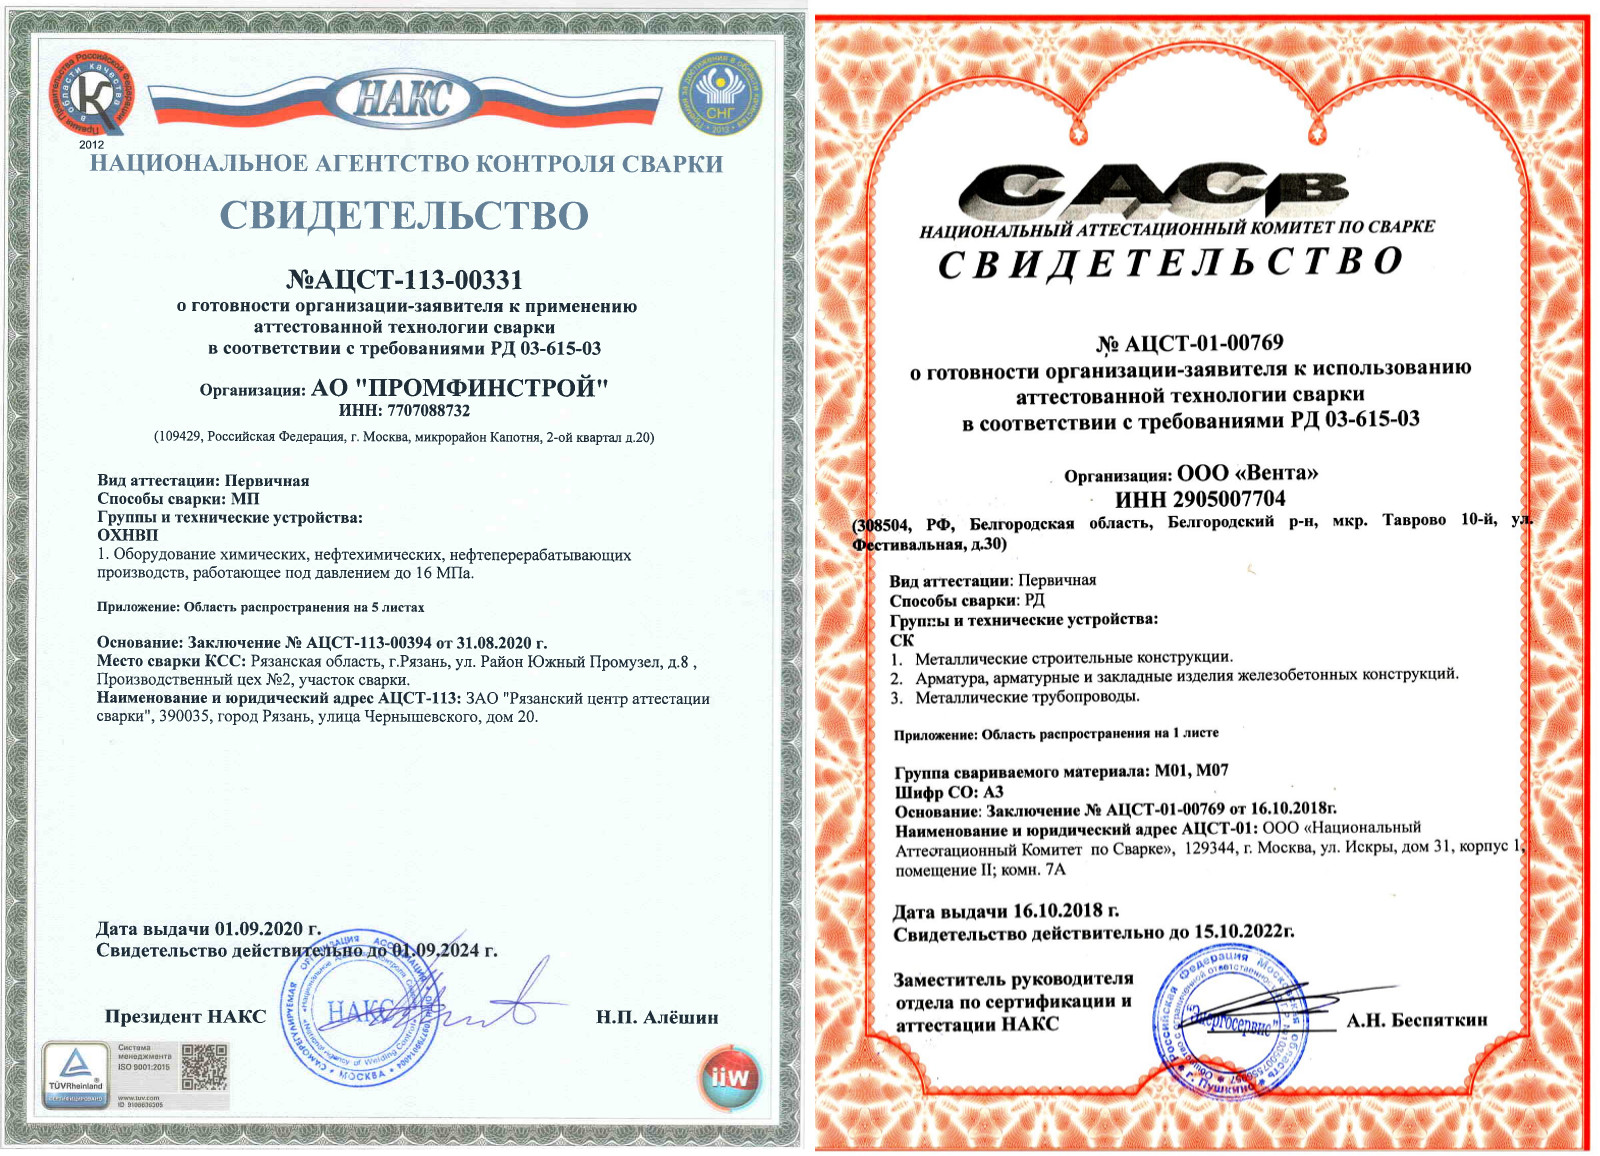 НАКС
2012
СНГ
НАЦИОНАЛЬНОЕ АГЕНТСТВО КОНТРОЛЯ СВАРКИ
СВИДЕТЕЛЬСТВО
№АЦСТ-113-00331
о готовности организации-заявителя к применению
аттестованной технологии сварки
в соответствии с требованиями РД 03-615-03
Организация: АО "ПРОМФИНСТРОЙ"
ИНН: 7707088732
(109429, Российская Федерация, г. Москва, микрорайон Капотня, 2-ой квартал д.20)
Вид аттестации: Первичная
Способы сварки: МП
Группы и технические устройства:
ОХНВП
1. Оборудование химических, нефтехимических, нефтеперерабатывающих
производств, работающее под давлением до 16 МПа.
Приложение: Область распространения на 5 листах
Основание: Заключение № АЦСТ-113-00394 от 31.08.2020 г.
Место сварки КСС: Рязанская область, г.Рязань, ул. Район Южный Промузел, д.8 ,
Производственный цех №2, участок сварки.
Наименование и юридический адрес АЦСТ-113: ЗАО "Рязанский центр аттестации
сварки", 390035, город Рязань, улица Чернышевского, дом 20.
Дата выдачи 01.09.2020 г.
Свидетельство действительно до 01.09.2024 г.
Президент НАКС
НАКС
МОСКВА
Н.П. Алёшин
TÜVRheinland
СЕРТИФИЦИРОВАНО
Система
менеджмента
ISO 9001:2015
www.tuv.com
ID 9108636305
iiw
САСв
НАЦИОНАЛЬНЫЙ АТТЕСТАЦИОННЫЙ КОМИТЕТ ПО СВАРКЕ
СВИДЕТЕЛЬСТВО
№ АЦСТ-01-00769
о готовности организации-заявителя к использованию
аттестованной технологии сварки
в соответствии с требованиями РД 03-615-03
Организация: ООО «Вента»
ИНН 2905007704
(308504, РФ, Белгородская область, Белгородский р-н, мкр. Таврово 10-й, ул.
Фестивальная, д.30)
Вид аттестации: Первичная
Способы сварки: РД
Группы и технические устройства:
СК
1. Металлические строительные конструкции.
2. Арматура, арматурные и закладные изделия железобетонных конструкций.
3. Металлические трубопроводы.
Приложение: Область распространения на 1 листе
Группа свариваемого материала: М01, М07
Шифр СО: А3
Основание: Заключение № АЦСТ-01-00769 от 16.10.2018г.
Наименование и юридический адрес АЦСТ-01: ООО «Национальный
Аттестационный Комитет по Сварке», 129344, г. Москва, ул. Искры, дом 31, корпус 1,
помещение II; комн. 7А
Дата выдачи 16.10.2018 г.
Свидетельство действительно до 15.10.2022г.
Заместитель руководителя
отдела по сертификации и
аттестации НАКС
"Энергосервис"
г. Пушкино
А.Н. Беспяткин